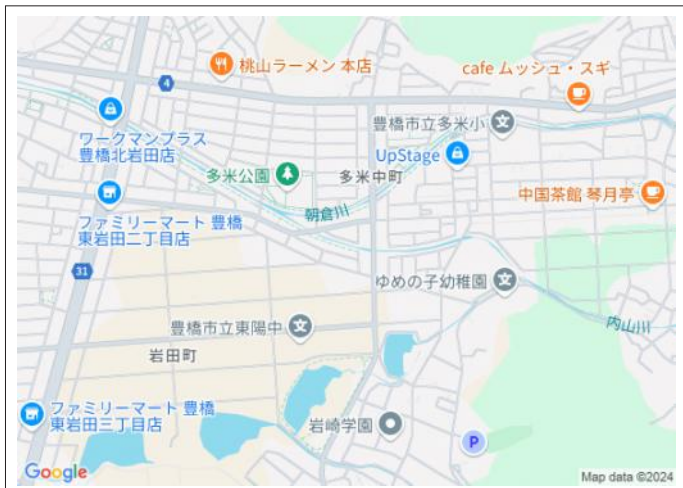 桃山ラーメン 本店
4
cafe ムッシュ・スギ
ワークマンプラス
豊橋北岩田店
豊橋市立多米小
UpStage
多米公園
多米中町
中国茶館 琴月亭
朝倉川
ファミリーマート 豊橋
東岩田二丁目店
31
ゆめの子幼稚園
内山川
豊橋市立東陽中
岩田町
ファミリーマート 豊橋
東岩田三丁目店
岩崎学園
P
Google
Map data ©2024